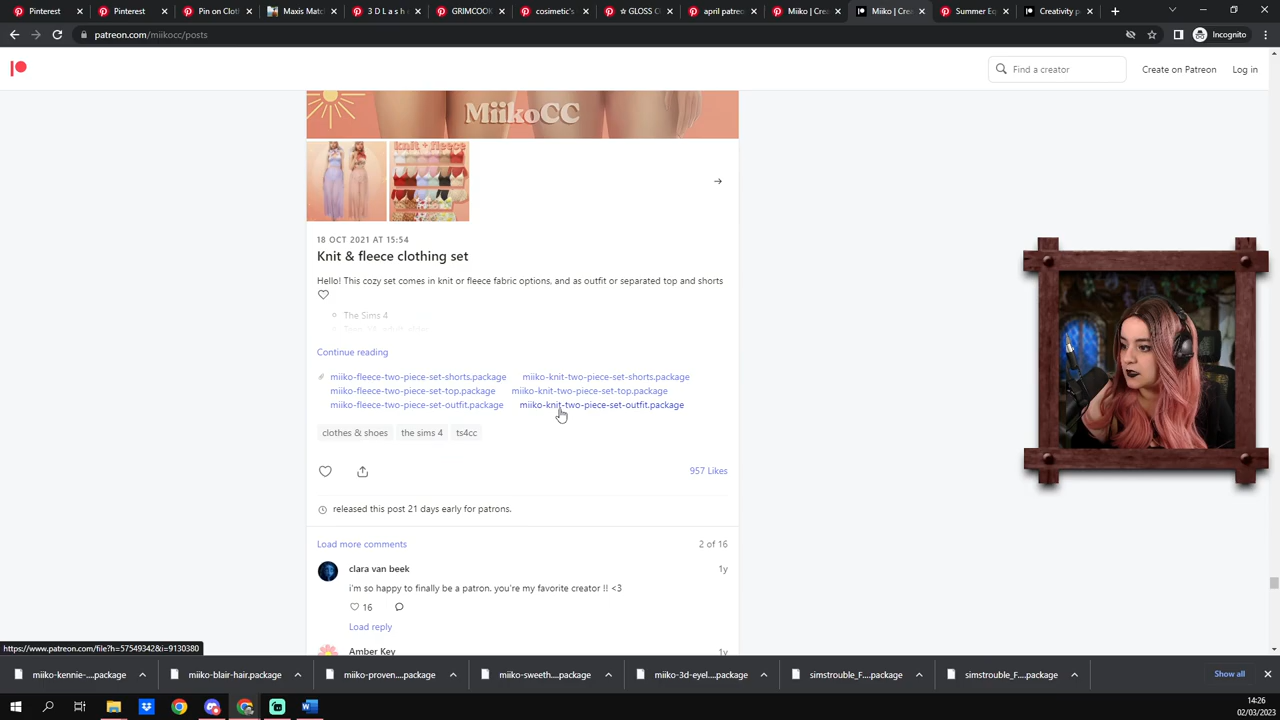 Pinterest
Pinterest
Pin on Clot
Maxis Mat
3 D L a s h
GRIMCOOK
cosmetic's
☆ GLOSS C
april patre
Miiko | Cre
Miiko | Crea
Summer Eq
Creativity p
patreon.com/miikocc/posts
Incognito
Find a creator
Create on Patreon
Log in
MiikoCC
knit + fleece
18 OCT 2021 AT 15:54
Knit & fleece clothing set
Hello! This cozy set comes in knit or fleece fabric options, and as outfit or separated top and shorts
♡
The Sims 4
Continue reading
miiko-fleece-two-piece-set-shorts.package miiko-knit-two-piece-set-shorts.package
miiko-fleece-two-piece-set-top.package miiko-knit-two-piece-set-top.package
miiko-fleece-two-piece-set-outfit.package miiko-knit-two-piece-set-outfit.package
clothes & shoes the sims 4 ts4cc
957 Likes
released this post 21 days early for patrons.
Load more comments 2 of 16
clara van beek 1y
i'm so happy to finally be a patron, you're my favorite creator !! <3
16
Load reply
Amber Key 1y
https://www.patreon.com/file?h=57549342&i=9130380
miiko-kennie-....package
miiko-blair-hair.package
miiko-proven....package
miiko-sweeth....package
miiko-3d-eyel....package
simstrouble_F....package
simstrouble_F....package
Show all
14:26
02/03/2023